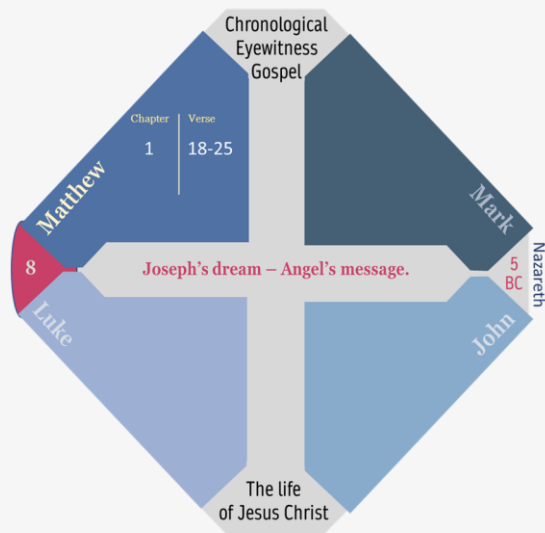 Chronological
Eyewitness
Gospel
Chapter Verse
1 18-25
Matthew
Mark
8
Joseph’s dream – Angel’s message.
5
BC
Nazareth
Luke
John
The life
of Jesus Christ